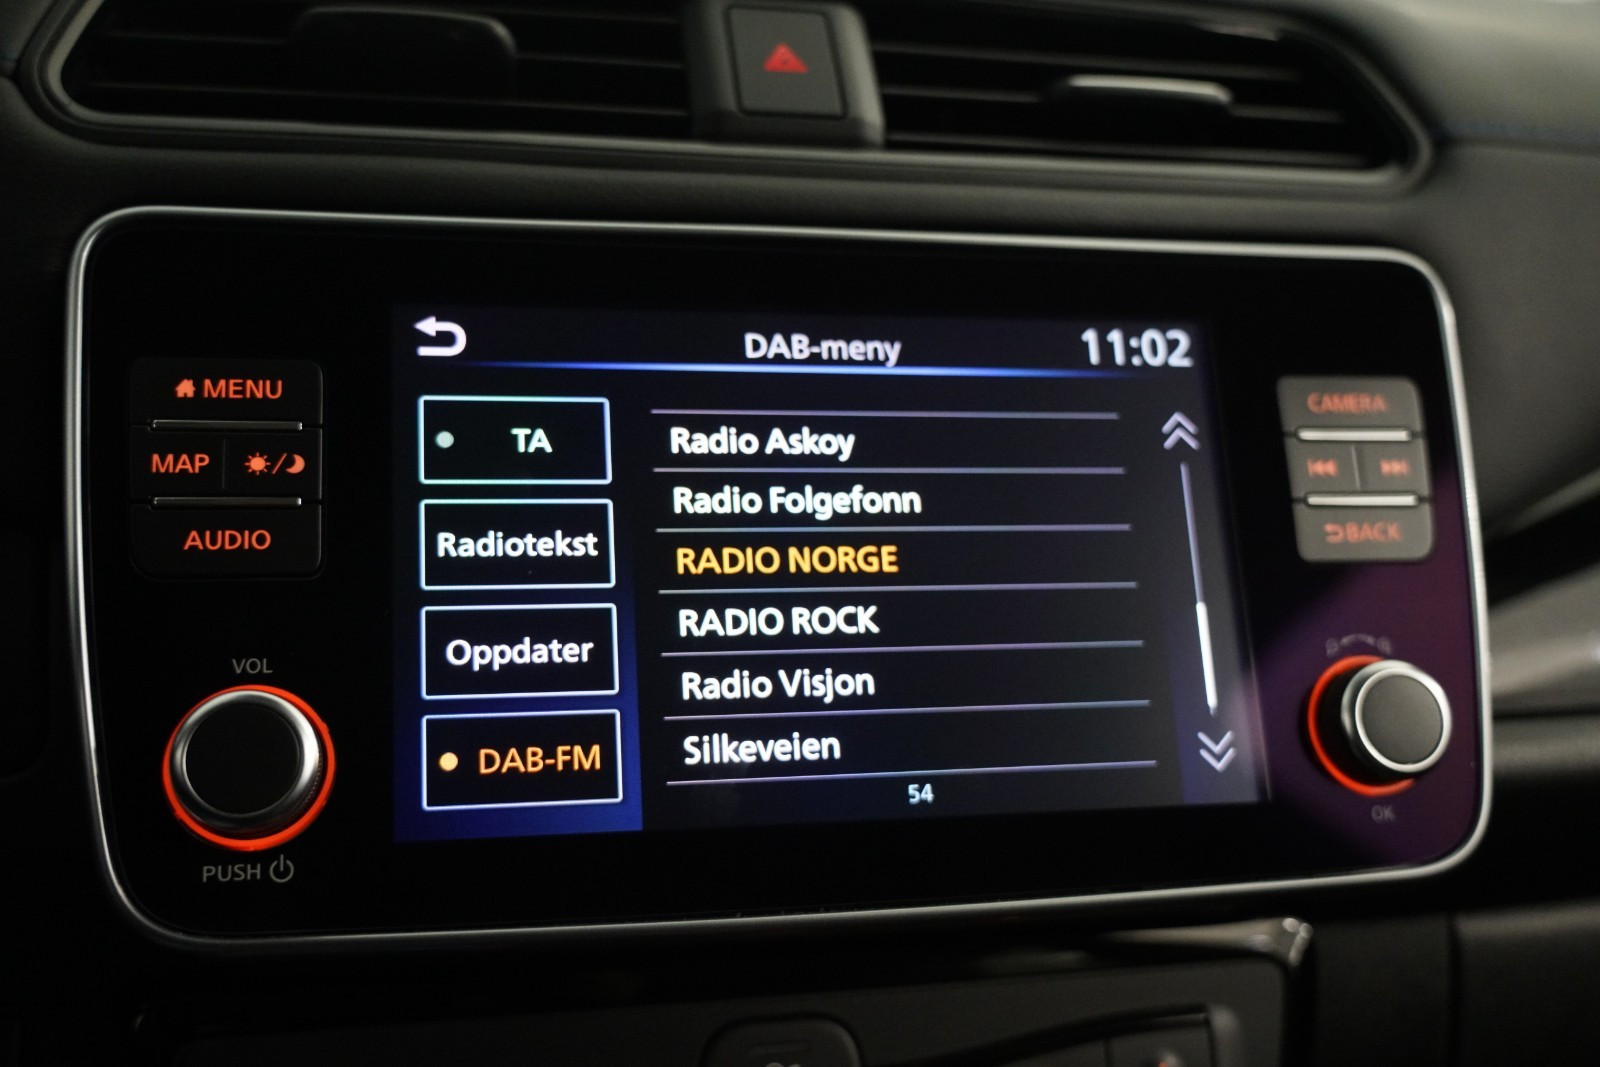 DAB-meny
11:02
MENU
MAP
AUDIO
VOL
PUSH
TA
Radiotekst
Oppdater
DAB-FM
Radio Askoy
Radio Folgefonn
RADIO NORGE
RADIO ROCK
Radio Visjon
Silkeveien
54
CAMERA
BACK
OK